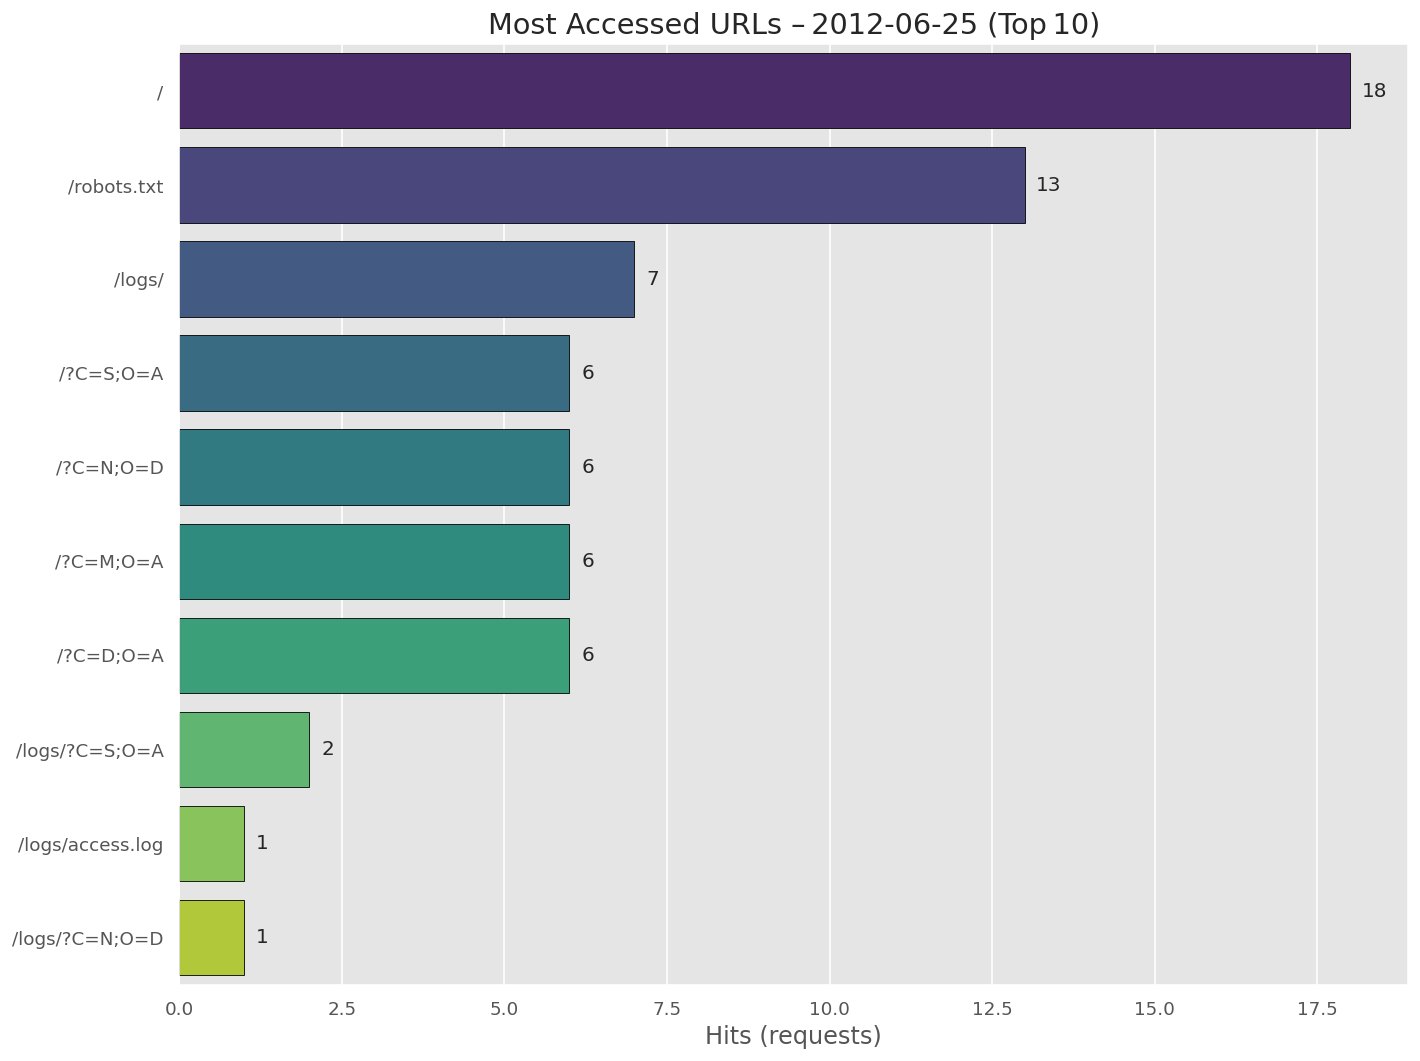 Most Accessed URLs – 2012-06-25 (Top 10)
/ 18
/robots.txt 13
/logs/ 7
/?C=S;O=A 6
/?C=N;O=D 6
/?C=M;O=A 6
/?C=D;O=A 6
/logs/?C=S;O=A 2
/logs/access.log 1
/logs/?C=N;O=D 1
0.0 2.5 5.0 7.5 10.0 12.5 15.0 17.5
Hits (requests)